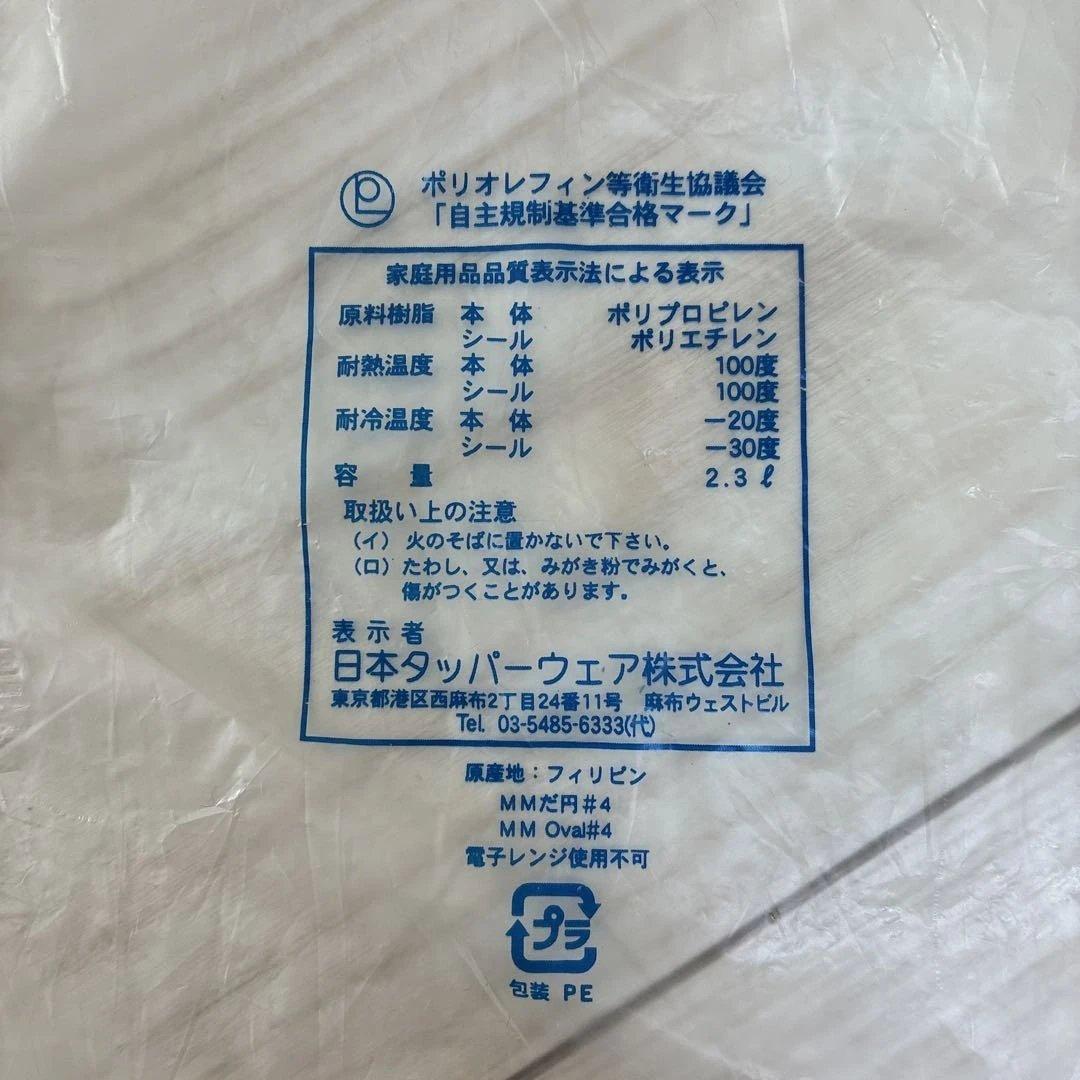 PL ポリオレフィン等衛生協議会
「自主規制基準合格マーク」
家庭用品品質表示法による表示
原料樹脂 本 体 ポリプロピレン
シール ポリエチレン
耐熱温度 本 体 100度
シール 100度
耐冷温度 本 体 －20度
シール －30度
容 量 2.3ℓ
取扱い上の注意
（イ） 火のそばに置かないで下さい。
（ロ） たわし、又は、みがき粉でみがくと、
傷がつくことがあります。
表示者
日本タッパーウェア株式会社
東京都港区西麻布2丁目24番11号 麻布ウェストビル
Tel. 03-5485-6333(代)
原産地：フィリピン
MMだ円#4
MM Oval#4
電子レンジ使用不可
プラ
包装 PE